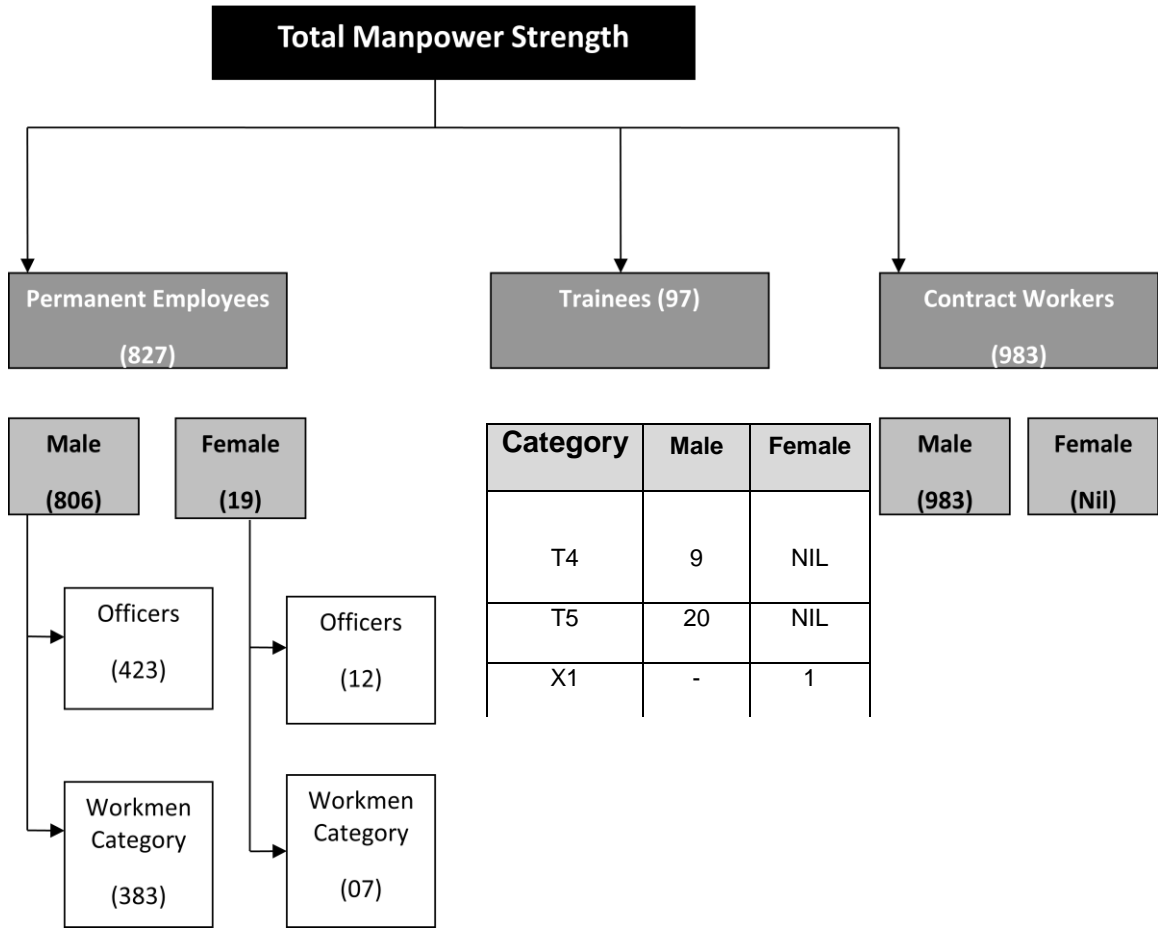 Total Manpower Strength
Permanent Employees
(827)
Trainees (97)
Contract Workers
(983)
Male
(806)
Female
(19)
Officers
(423)
Workmen
Category
(383)
Officers
(12)
Workmen
Category
(07)
Category Male Female
T4 9 NIL
T5 20 NIL
X1 - 1
Male
(983)
Female
(Nil)